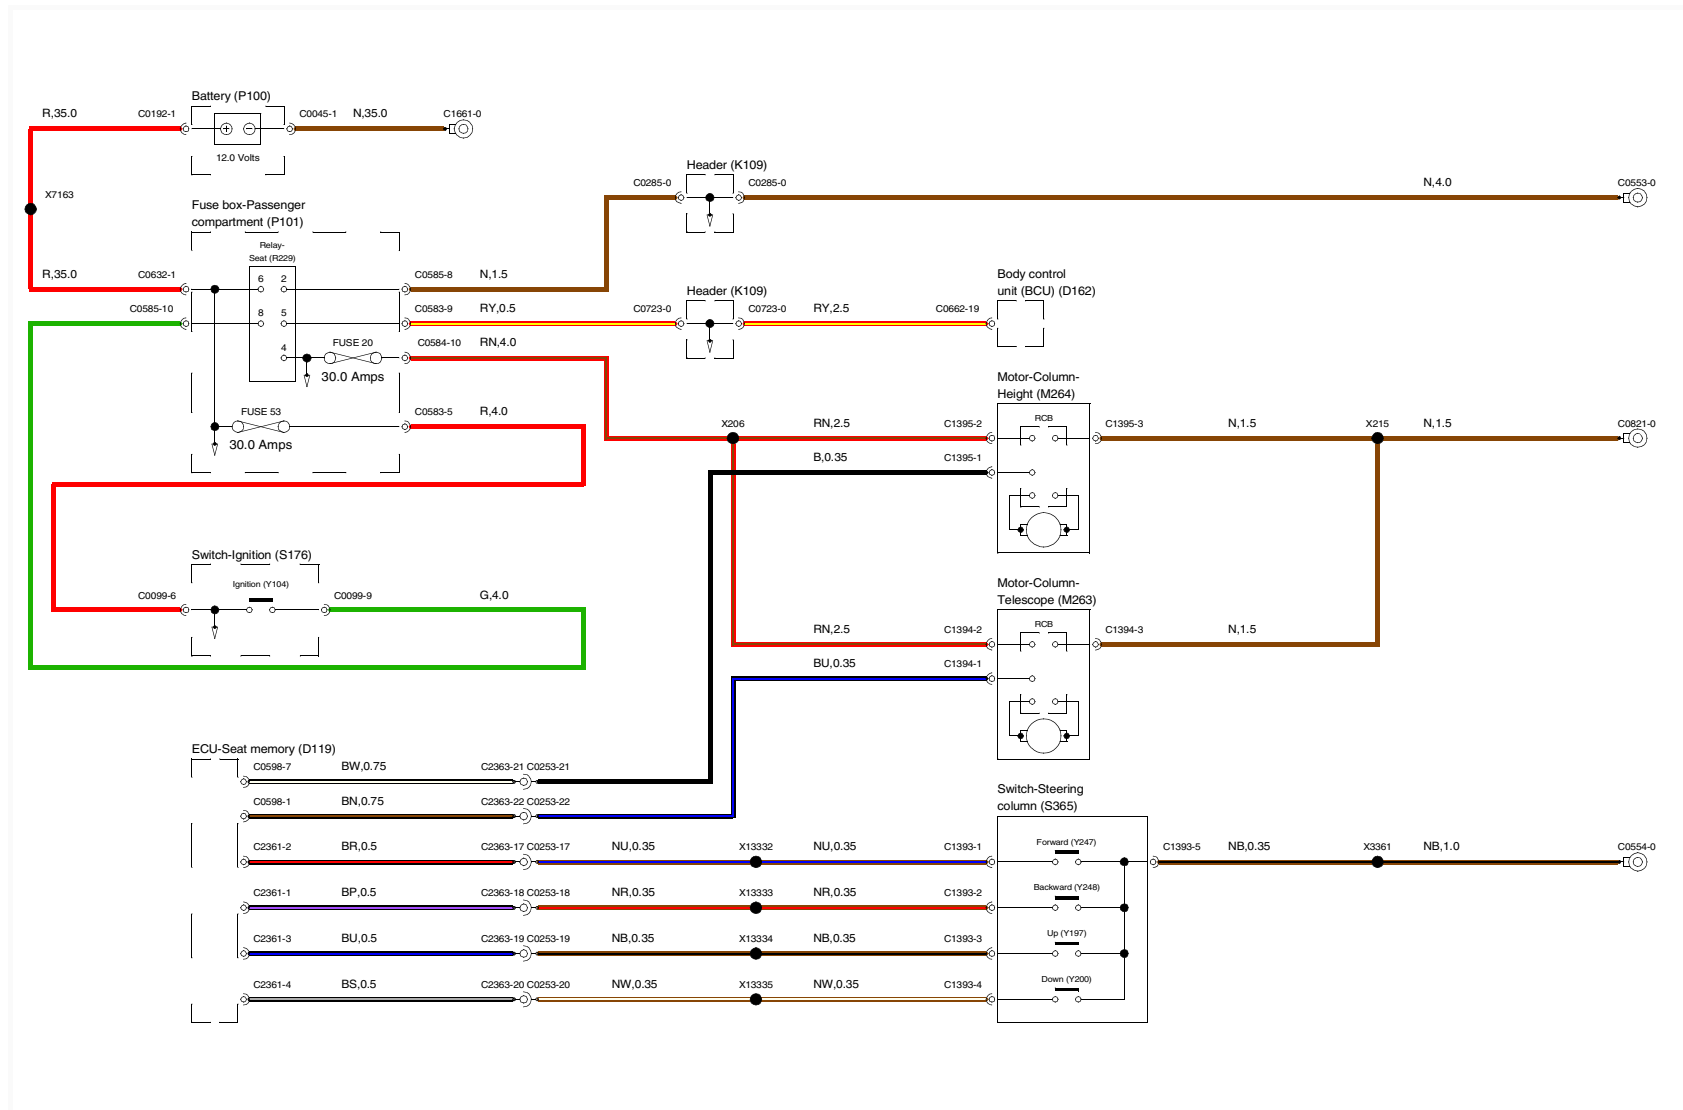 Battery (P100)
R,35.0
C0192-1
C0045-1
N,35.0
C1661-0
12.0 Volts
X7163
Header (K109)
C0285-0
C0285-0
N,4.0
C0553-0
Fuse box-Passenger
compartment (P101)
Relay-
Seat (R229)
R,35.0
C0632-1
6
2
C0585-8
N,1.5
C0585-10
8
5
C0583-9
RY,0.5
Header (K109)
C0723-0
C0723-0
RY,2.5
C0662-19
Body control
unit (BCU) (D162)
4
FUSE 20
30.0 Amps
C0584-10
RN,4.0
FUSE 53
30.0 Amps
C0583-5
R,4.0
Motor-Column-
Height (M264)
RCB
X206
RN,2.5
C1395-2
C1395-3
N,1.5
X215
N,1.5
C0821-0
B,0.35
C1395-1
Switch-Ignition (S176)
Ignition (Y104)
C0099-6
C0099-9
G,4.0
Motor-Column-
Telescope (M263)
RCB
RN,2.5
C1394-2
C1394-3
N,1.5
BU,0.35
C1394-1
ECU-Seat memory (D119)
C0598-7
BW,0.75
C2363-21 C0253-21
C0598-1
BN,0.75
C2363-22 C0253-22
Switch-Steering
column (S365)
C2361-2
BR,0.5
C2363-17 C0253-17
NU,0.35
X13332
NU,0.35
C1393-1
Forward (Y247)
C1393-5
NB,0.35
X3361
NB,1.0
C0554-0
C2361-1
BP,0.5
C2363-18 C0253-18
NR,0.35
X13333
NR,0.35
C1393-2
Backward (Y248)
C2361-3
BU,0.5
C2363-19 C0253-19
NB,0.35
X13334
NB,0.35
C1393-3
Up (Y197)
C2361-4
BS,0.5
C2363-20 C0253-20
NW,0.35
X13335
NW,0.35
C1393-4
Down (Y200)